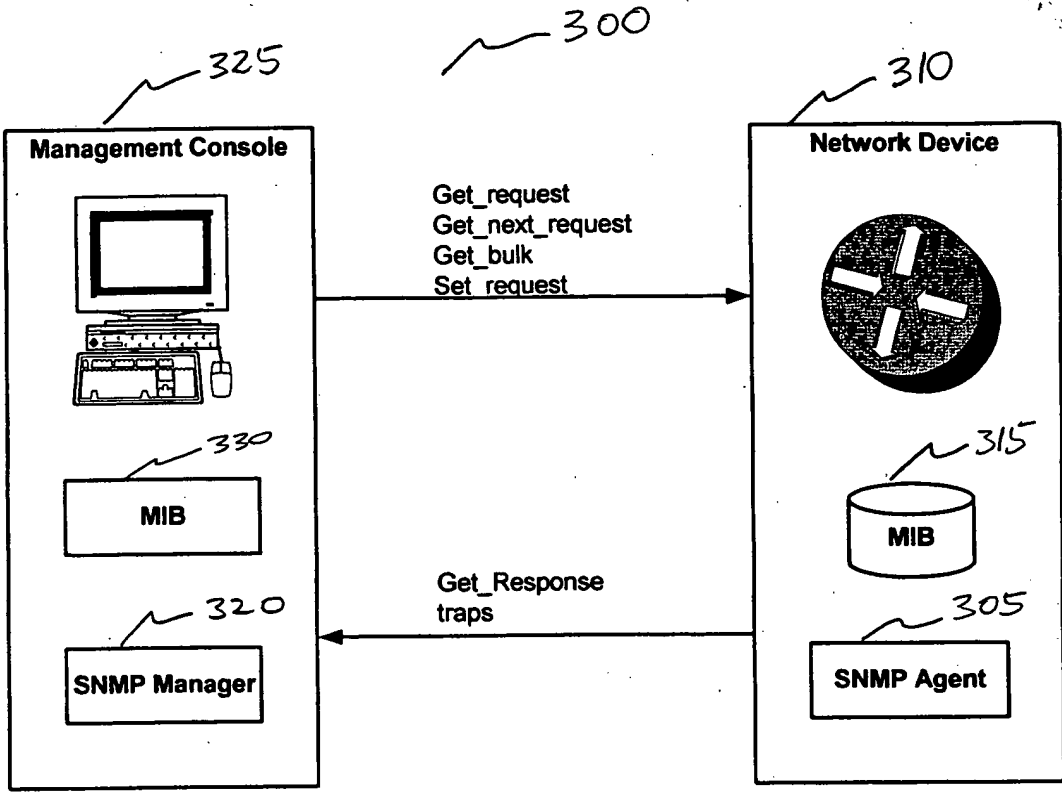 300
325
310
Management Console
Network Device
Get_request
Get_next_request
Get_bulk
Set_request
330
MIB
315
MIB
Get_Response
traps
320
SNMP Manager
305
SNMP Agent